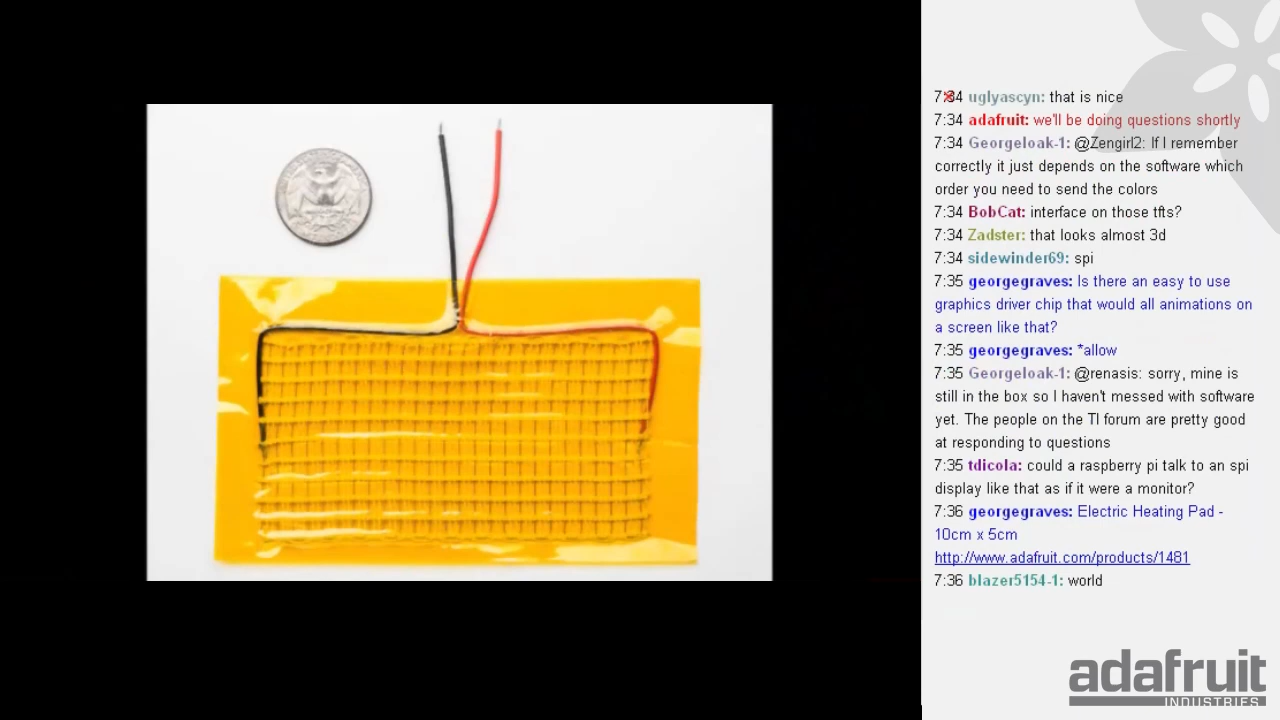 7:34 uglyascyn: that is nice
7:34 adafruit: we'll be doing questions shortly
7:34 Georgeloak-1: @Zengirl2: If I remember
correctly it just depends on the software which
order you need to send the colors
7:34 BobCat: interface on those tfts?
7:34 Zadster: that looks almost 3d
7:34 sidewinder69: spi
7:35 georgegraves: Is there an easy to use
graphics driver chip that would all animations on
a screen like that?
7:35 georgegraves: *allow
7:35 Georgeloak-1: @renasis: sorry, mine is
still in the box so I haven't messed with software
yet. The people on the TI forum are pretty good
at responding to questions
7:35 tdicola: could a raspberry pi talk to an spi
display like that as if it were a monitor?
7:36 georgegraves: Electric Heating Pad -
10cm x 5cm
http://www.adafruit.com/products/1481
7:36 blazer5154-1: world
adafruit
INDUSTRIES